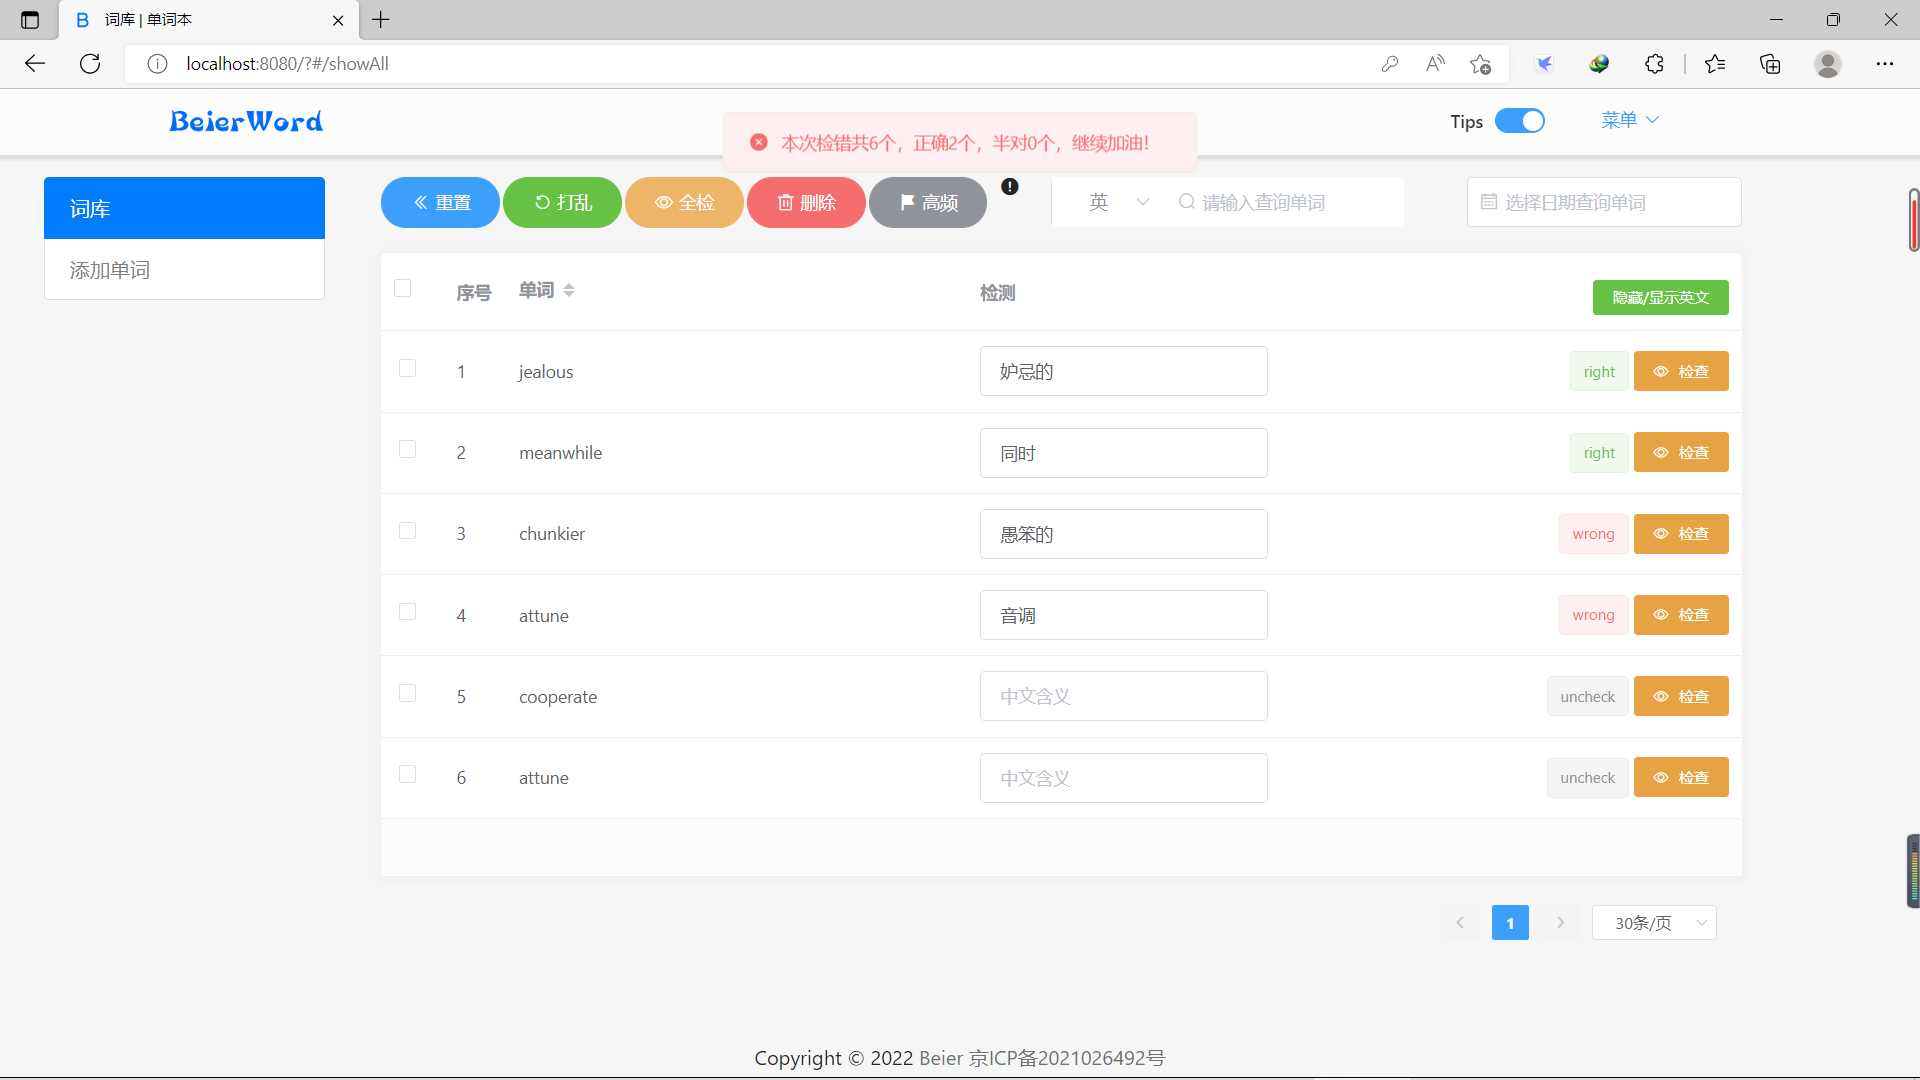 词库 | 单词本
localhost:8080/?#/showAll
BeierWord
本次检错共6个，正确2个，半对0个，继续加油！
Tips
菜单
词库
添加单词
重置
打乱
全检
删除
高频
英
请输入查询单词
选择日期查询单词
序号 单词 检测 隐藏/显示英文
1 jealous 妒忌的 right 检查
2 meanwhile 同时 right 检查
3 chunkier 愚笨的 wrong 检查
4 attune 音调 wrong 检查
5 cooperate 中文含义 uncheck 检查
6 attune 中文含义 uncheck 检查
1 30条/页
Copyright © 2022 Beier 京ICP备2021026492号